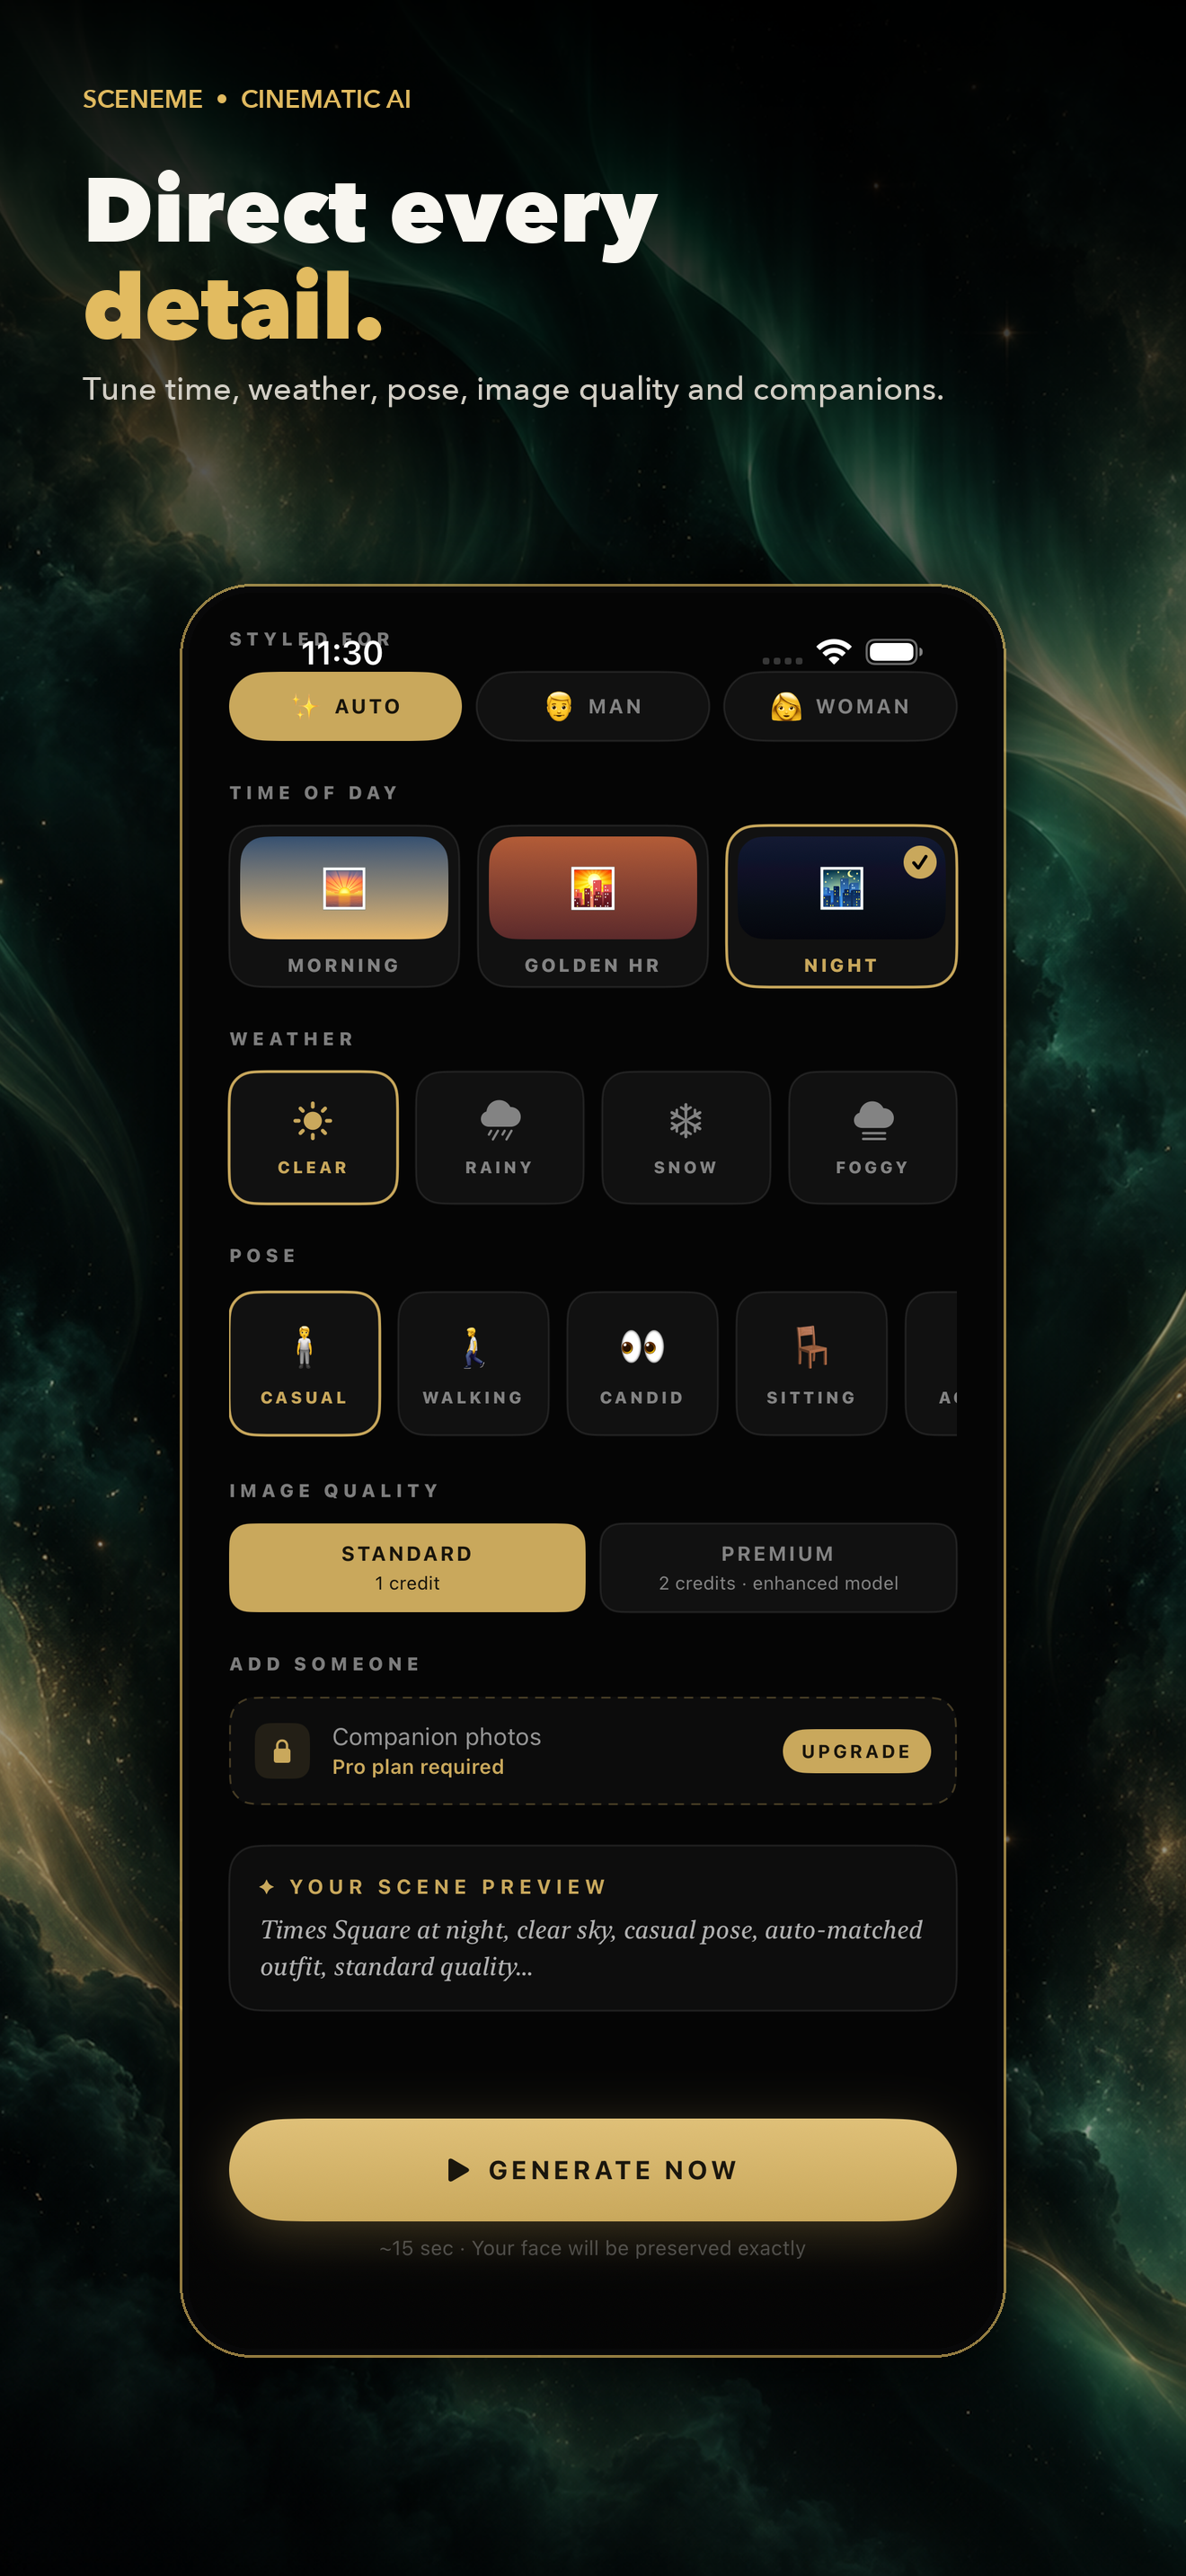 SCENEME • CINEMATIC AI
Direct every
detail.
Tune time, weather, pose, image quality and companions.
STYLED FOR
11:30
AUTO
MAN
WOMAN
TIME OF DAY
MORNING
GOLDEN HR
NIGHT
WEATHER
CLEAR
RAINY
SNOW
FOGGY
POSE
CASUAL
WALKING
CANDID
SITTING
IMAGE QUALITY
STANDARD
1 credit
PREMIUM
2 credits · enhanced model
ADD SOMEONE
Companion photos
Pro plan required
UPGRADE
✦ YOUR SCENE PREVIEW
Times Square at night, clear sky, casual pose, auto-matched
outfit, standard quality...
GENERATE NOW
~15 sec · Your face will be preserved exactly